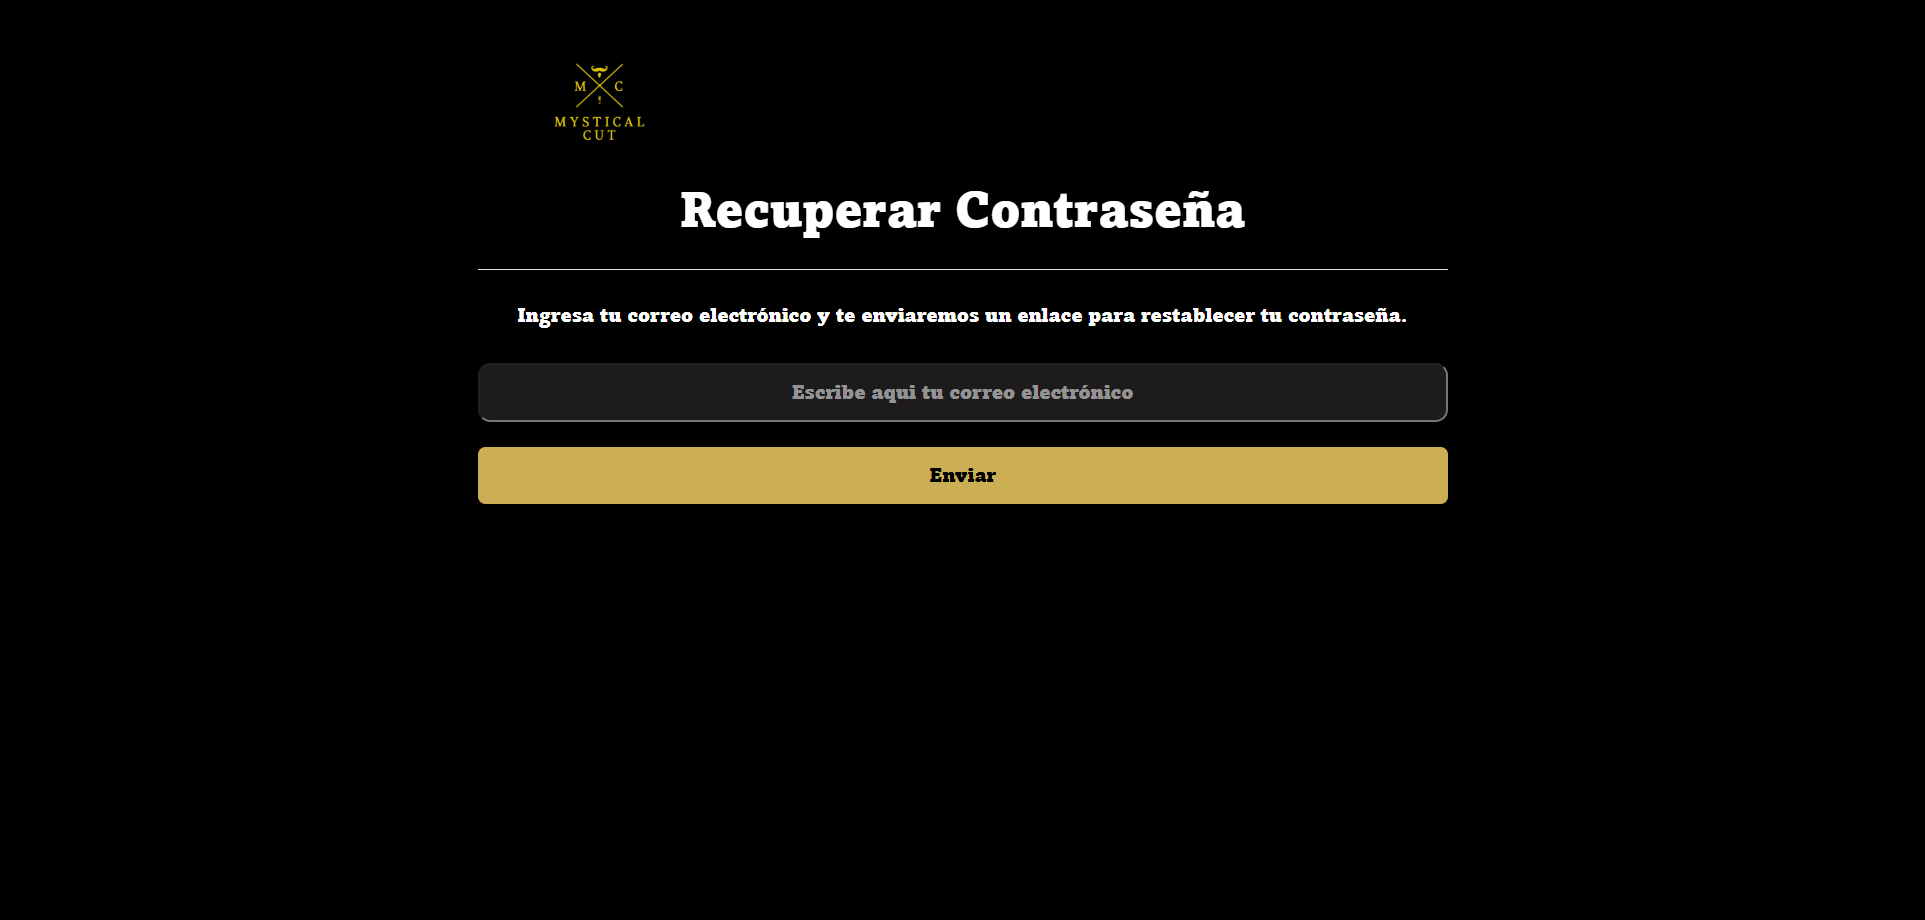 M C
MYSTICAL
CUT
Recuperar Contraseña
Ingresa tu correo electrónico y te enviaremos un enlace para restablecer tu contraseña.
Escribe aqui tu correo electrónico
Enviar